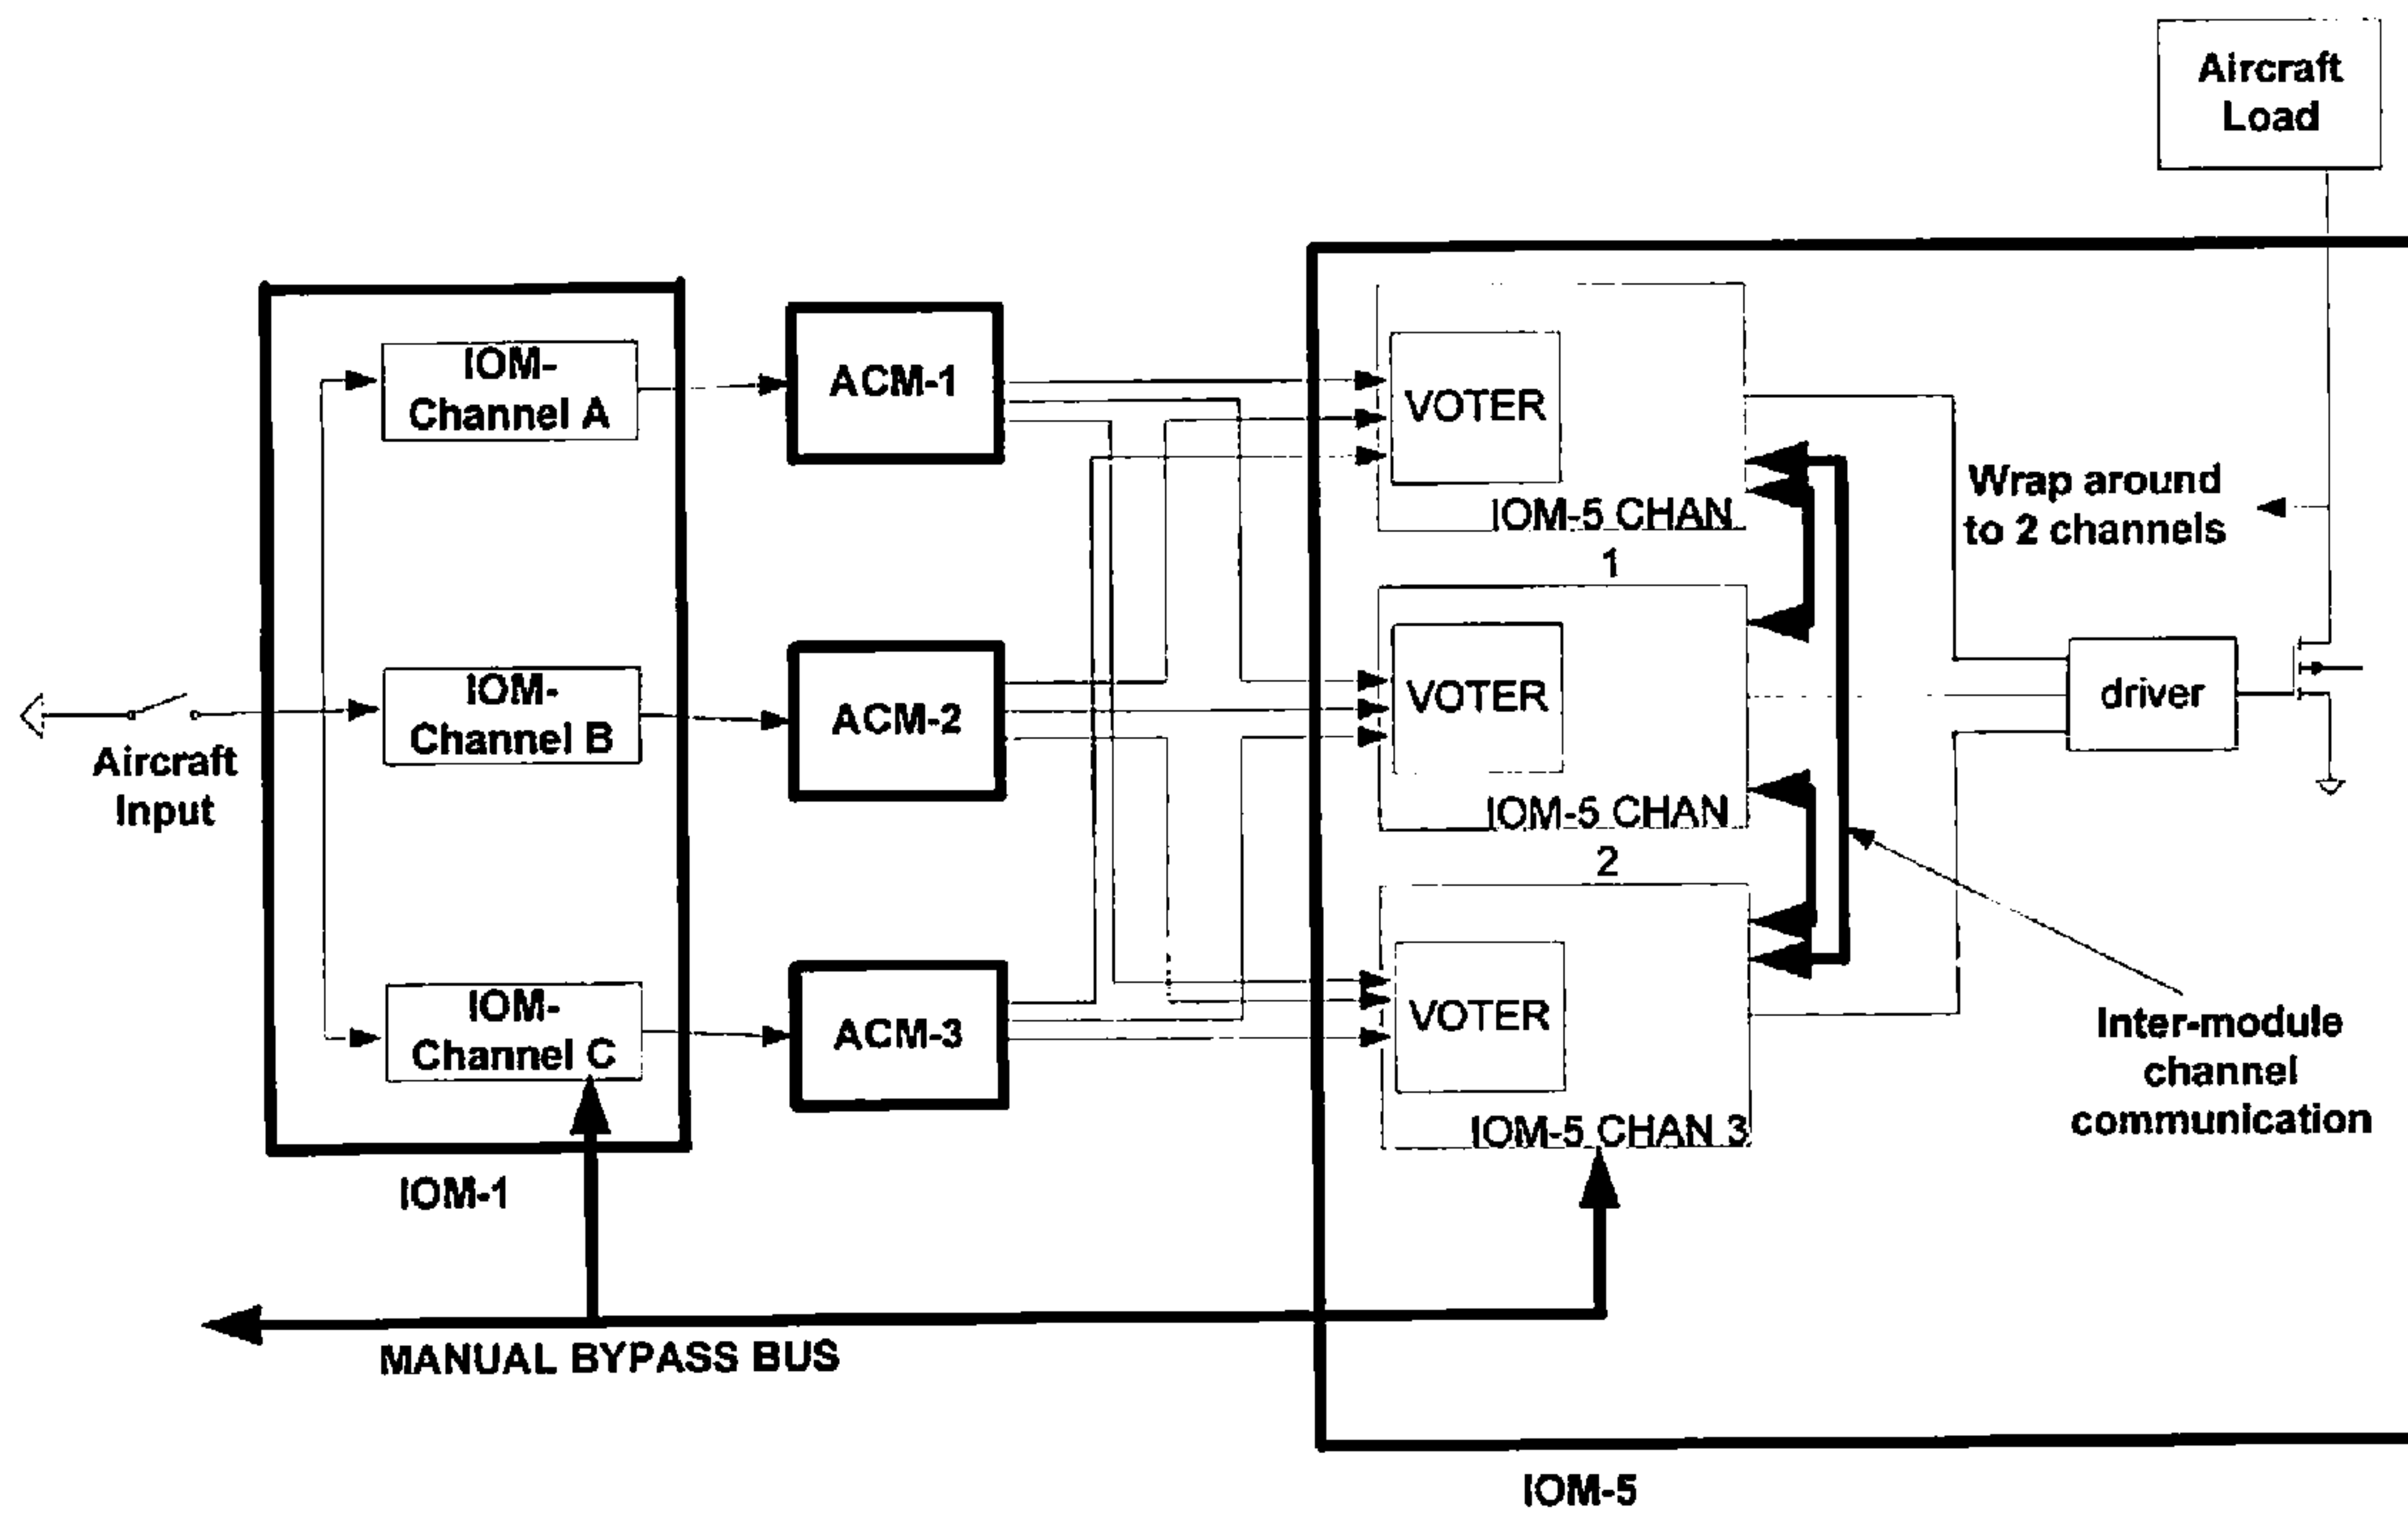 Aircraft
Load
IOM-
Channel A
ACM-1
VOTER
IOM-5 CHAN
1
Wrap around
to 2 channels
IOM-
Channel B
ACM-2
VOTER
IOM-5 CHAN
2
driver
Aircraft
Input
IOM-
Channel C
ACM-3
VOTER
IOM-5 CHAN 3
Inter-module
channel
communication
IOM-1
MANUAL BYPASS BUS
IOM-5